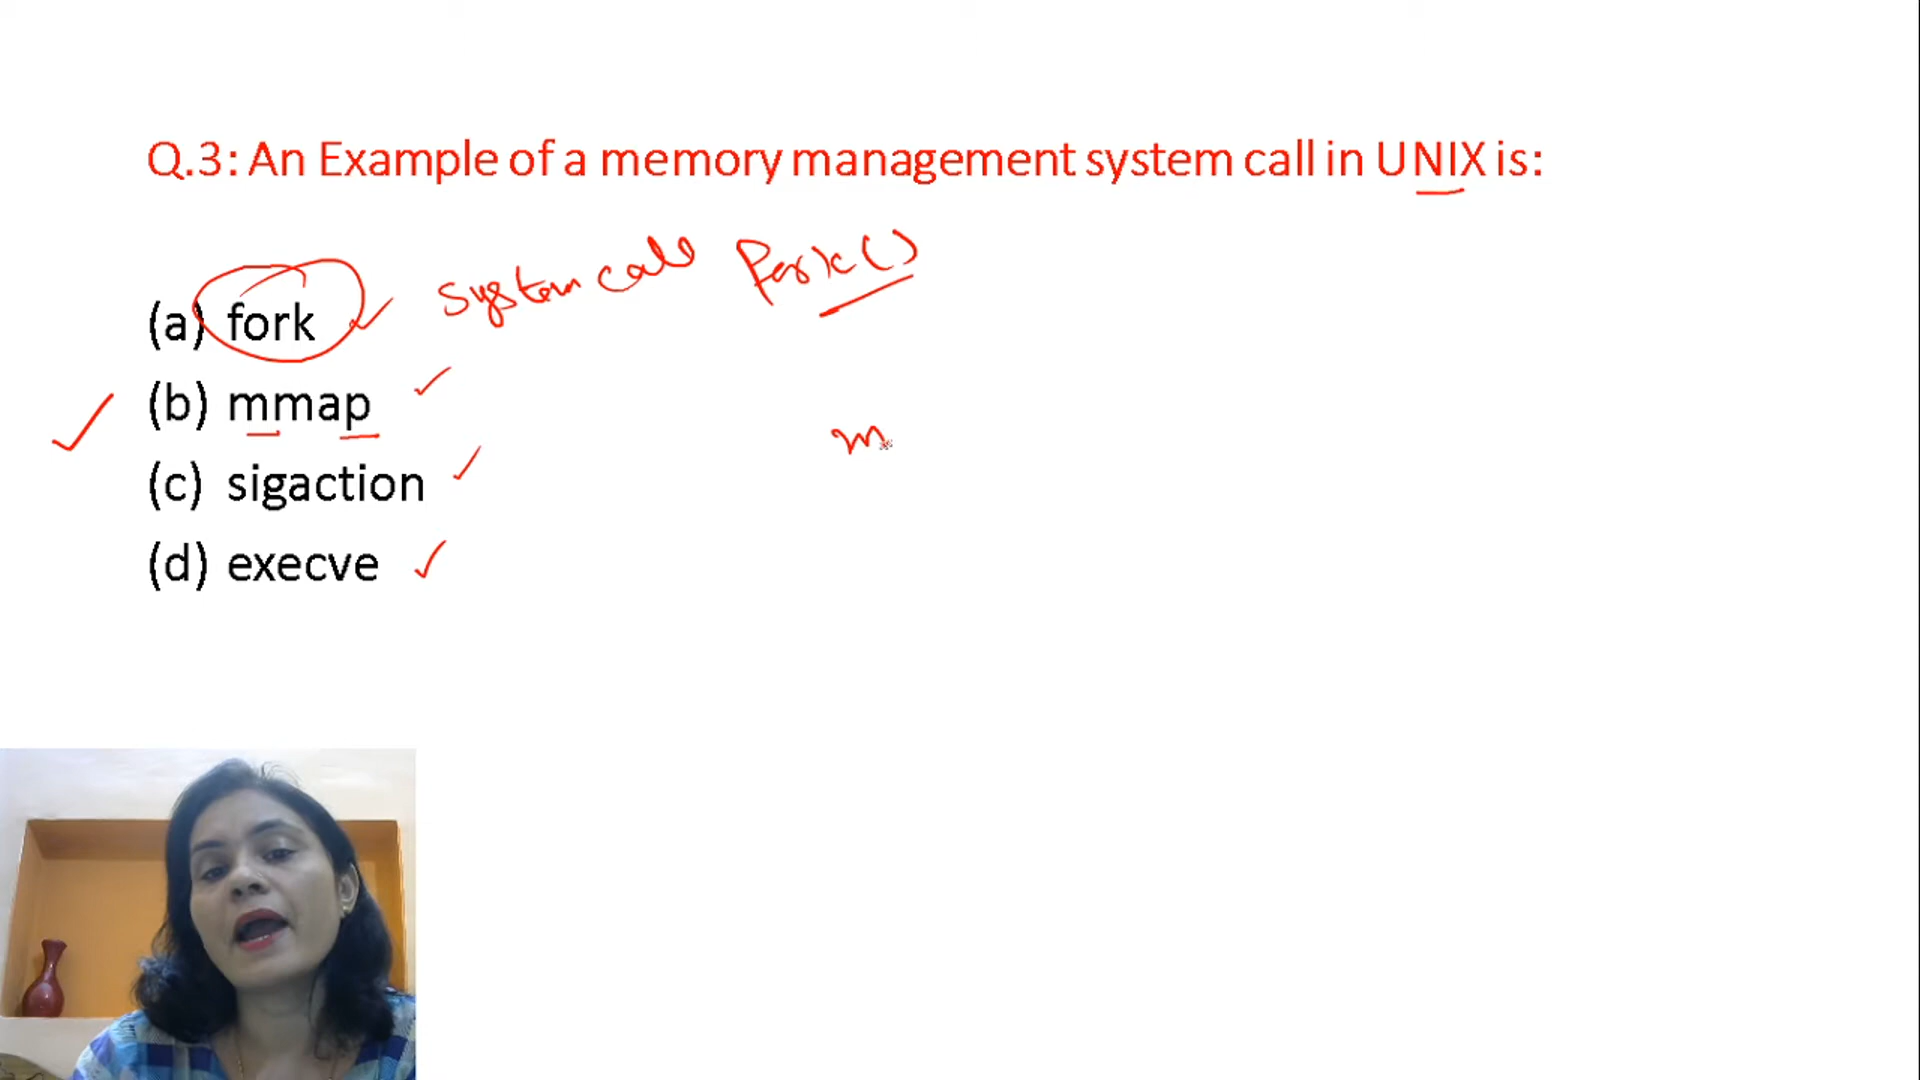 Q.3: An Example of a memory management system call in UNIX is:
system call fork()
(a) fork
(b) mmap
m
(c) sigaction
(d) execve